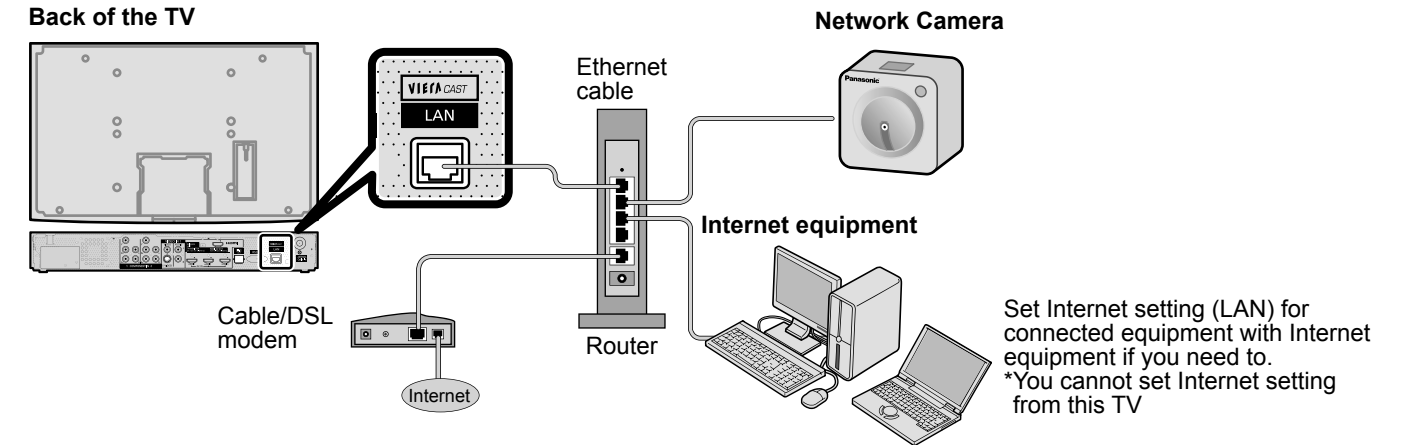 Back of the TV
Network Camera
VIERA CAST
LAN
Ethernet
cable
Panasonic
Internet equipment
Cable/DSL
modem
Router
Internet
Set Internet setting (LAN) for
connected equipment with Internet
equipment if you need to.
*You cannot set Internet setting
from this TV